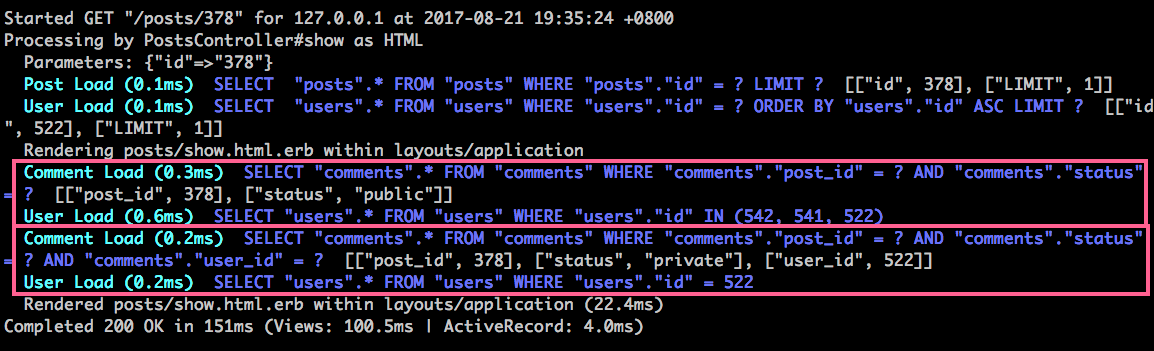 Started GET "/posts/378" for 127.0.0.1 at 2017-08-21 19:35:24 +0800
Processing by PostsController#show as HTML
  Parameters: {"id"=>"378"}
  Post Load (0.1ms)  SELECT  "posts".* FROM "posts" WHERE "posts"."id" = ? LIMIT ?  [["id", 378], ["LIMIT", 1]]
  User Load (0.1ms)  SELECT  "users".* FROM "users" WHERE "users"."id" = ? ORDER BY "users"."id" ASC LIMIT ?  [["id
", 522], ["LIMIT", 1]]
  Rendering posts/show.html.erb within layouts/application
  Comment Load (0.3ms)  SELECT "comments".* FROM "comments" WHERE "comments"."post_id" = ? AND "comments"."status"
= ?  [["post_id", 378], ["status", "public"]]
  User Load (0.6ms)  SELECT "users".* FROM "users" WHERE "users"."id" IN (542, 541, 522)
  Comment Load (0.2ms)  SELECT "comments".* FROM "comments" WHERE "comments"."post_id" = ? AND "comments"."status"
= ? AND "comments"."user_id" = ?  [["post_id", 378], ["status", "private"], ["user_id", 522]]
  User Load (0.2ms)  SELECT "users".* FROM "users" WHERE "users"."id" = 522
  Rendered posts/show.html.erb within layouts/application (22.4ms)
Completed 200 OK in 151ms (Views: 100.5ms | ActiveRecord: 4.0ms)